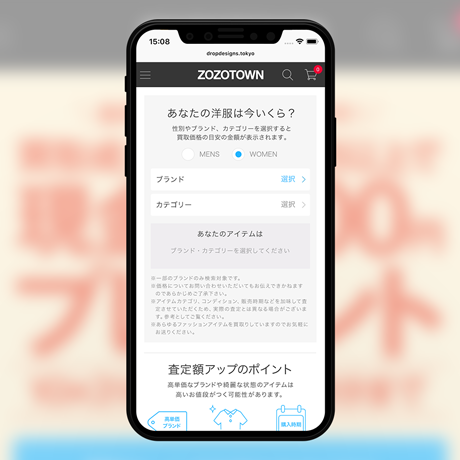 15:08
dropdesigns.tokyo
ZOZOTOWN
0
あなたの洋服は今いくら？
性別やブランド、カテゴリーを選択すると
買取価格の目安の金額が表示されます。
MENS WOMEN
ブランド 選択
カテゴリー 選択
あなたのアイテムは
ブランド・カテゴリーを選択してください
※一部のブランドのみ検索対象です。
※価格についてお問い合わせいただいてもお伝えできかねます
のであらかじめご了承下さい。
※アイテムカテゴリ、コンディション、販売時期などを加味して査
定させていただくため、実際の査定とは異なる場合がございま
す。参考としてご覧ください。
※あらゆるファッションアイテムを買取りしていますのでお気軽に
お送りください。
査定額アップのポイント
高単価なブランドや綺麗な状態のアイテムは
高いお値段がつく可能性があります。
高単価
ブランド
購入時期